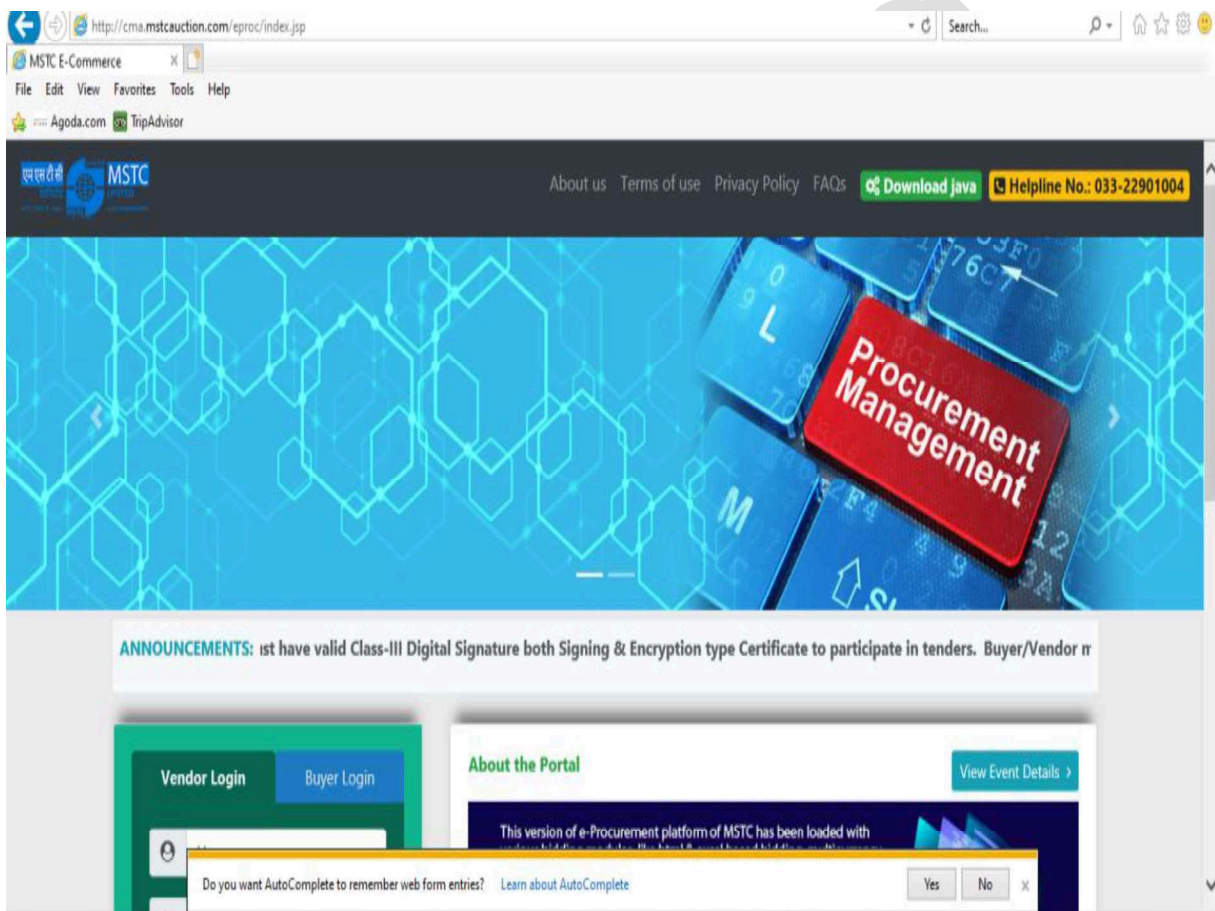 http://cma.mstcauction.com/eproc/index.jsp
Search...
MSTC E-Commerce
File Edit View Favorites Tools Help
Agoda.com TripAdvisor
एम एस टी सी MSTC
LIMITED
About us Terms of use Privacy Policy FAQs Download java Helpline No.: 033-22901004
Procurement
Management
L
M
ANNOUNCEMENTS: ıst have valid Class-III Digital Signature both Signing & Encryption type Certificate to participate in tenders. Buyer/Vendor m
Vendor Login Buyer Login
About the Portal
View Event Details
This version of e-Procurement platform of MSTC has been loaded with
Do you want AutoComplete to remember web form entries? Learn about AutoComplete Yes No